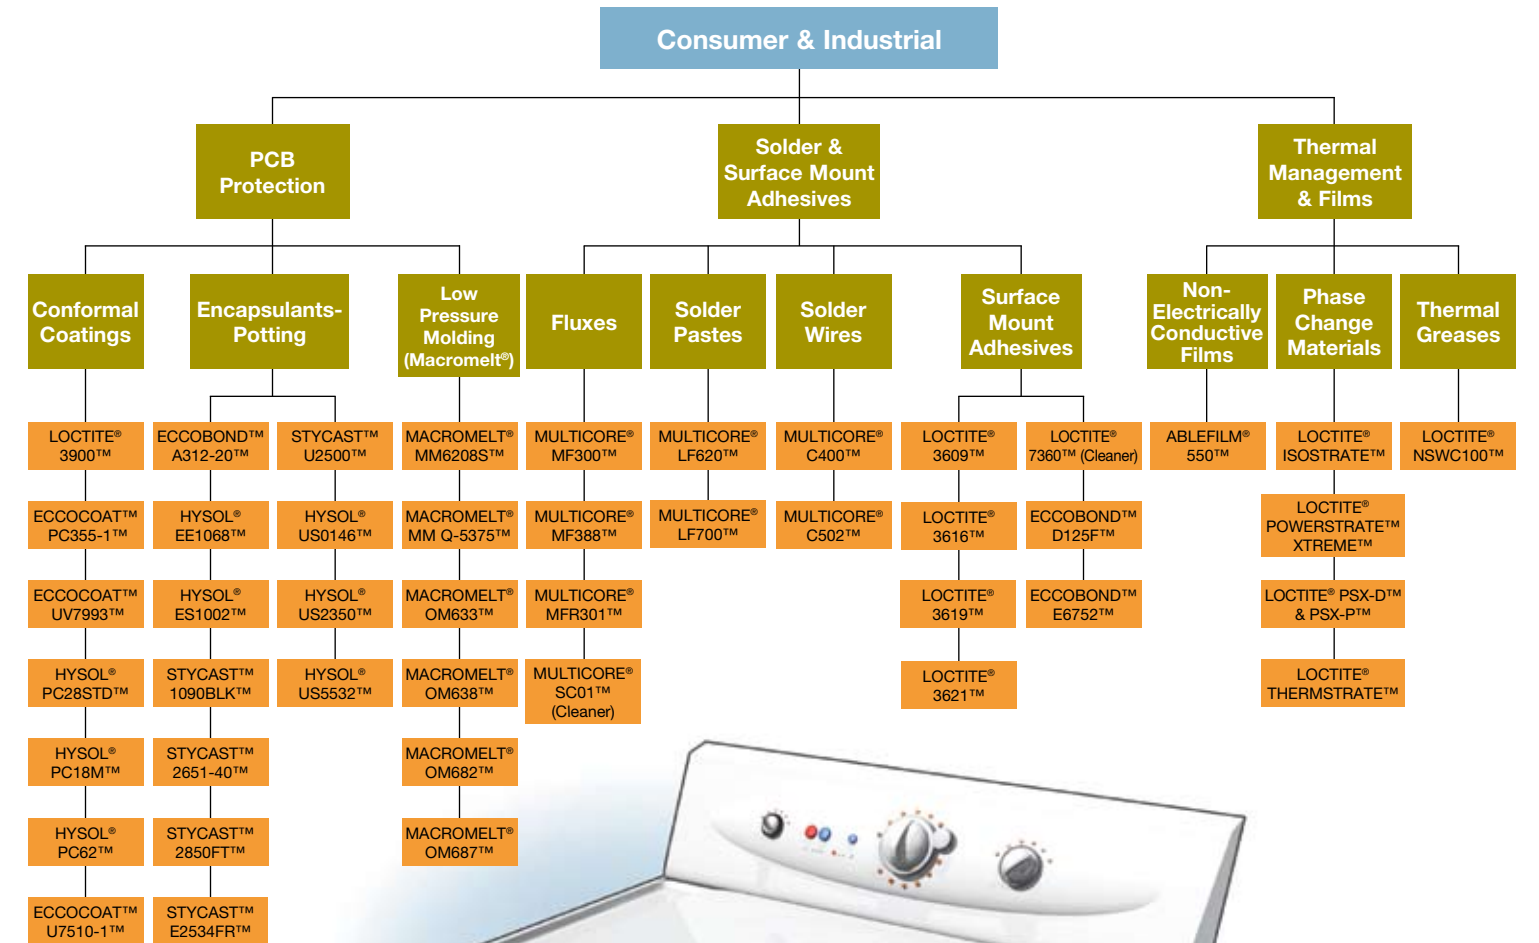 Consumer & Industrial
PCB
Protection
Solder &
Surface Mount
Adhesives
Thermal
Management
& Films
Conformal
Coatings
Encapsulants-
Potting
Low
Pressure
Molding
(Macromelt®)
Fluxes
Solder
Pastes
Solder
Wires
Surface
Mount
Adhesives
Non-
Electrically
Conductive
Films
Phase
Change
Materials
Thermal
Greases
LOCTITE®
3900™
ECCOCOAT™
PC355-1™
ECCOCOAT™
UV7993™
HYSOL®
PC28STD™
HYSOL®
PC18M™
HYSOL®
PC62™
ECCOCOAT™
U7510-1™
ECCOBOND™
A312-20™
HYSOL®
EE1068™
HYSOL®
ES1002™
STYCAST™
1090BLK™
STYCAST™
2651-40™
STYCAST™
2850FT™
STYCAST™
E2534FR™
STYCAST™
U2500™
HYSOL®
US0146™
HYSOL®
US2350™
HYSOL®
US5532™
MACROMELT®
MM6208S™
MACROMELT®
MM Q-5375™
MACROMELT®
OM633™
MACROMELT®
OM638™
MACROMELT®
OM682™
MACROMELT®
OM687™
MULTICORE®
MF300™
MULTICORE®
MF388™
MULTICORE®
MFR301™
MULTICORE®
SC01™
(Cleaner)
MULTICORE®
LF620™
MULTICORE®
LF700™
MULTICORE®
C400™
MULTICORE®
C502™
LOCTITE®
3609™
LOCTITE®
3616™
LOCTITE®
3619™
LOCTITE®
3621™
LOCTITE®
7360™ (Cleaner)
ECCOBOND™
D125F™
ECCOBOND™
E6752™
ABLEFILM®
550™
LOCTITE®
ISOSTRATE™
LOCTITE®
POWERSTRATE™
XTREME™
LOCTITE® PSX-D™
& PSX-P™
LOCTITE®
THERMSTRATE™
LOCTITE®
NSWC100™